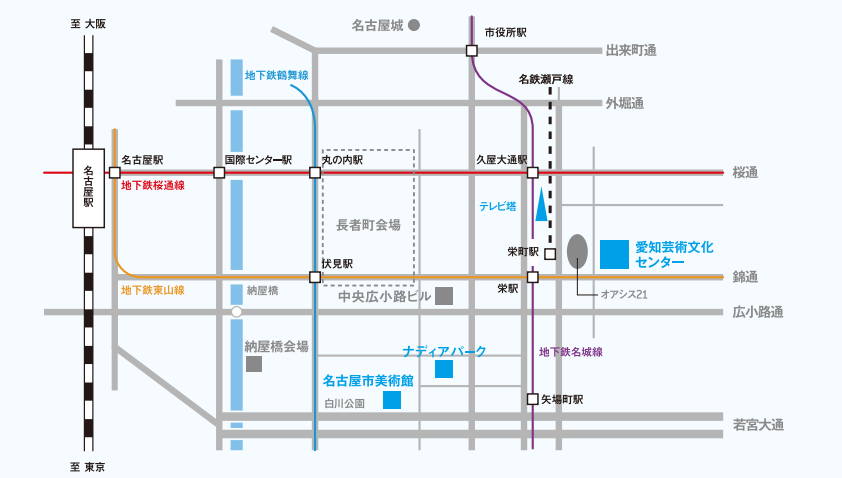 至 大阪
名古屋城
市役所駅
出来町通
地下鉄鶴舞線
名鉄瀬戸線
外堀通
名古屋駅
名古屋駅
国際センター駅
丸の内駅
久屋大通駅
桜通
地下鉄桜通線
テレビ塔
長者町会場
栄町駅
愛知芸術文化
センター
伏見駅
錦通
地下鉄東山線
納屋橋
中央広小路ビル
栄駅
オアシス21
広小路通
納屋橋会場
ナディアパーク
地下鉄名城線
名古屋市美術館
白川公園
矢場町駅
若宮大通
至 東京